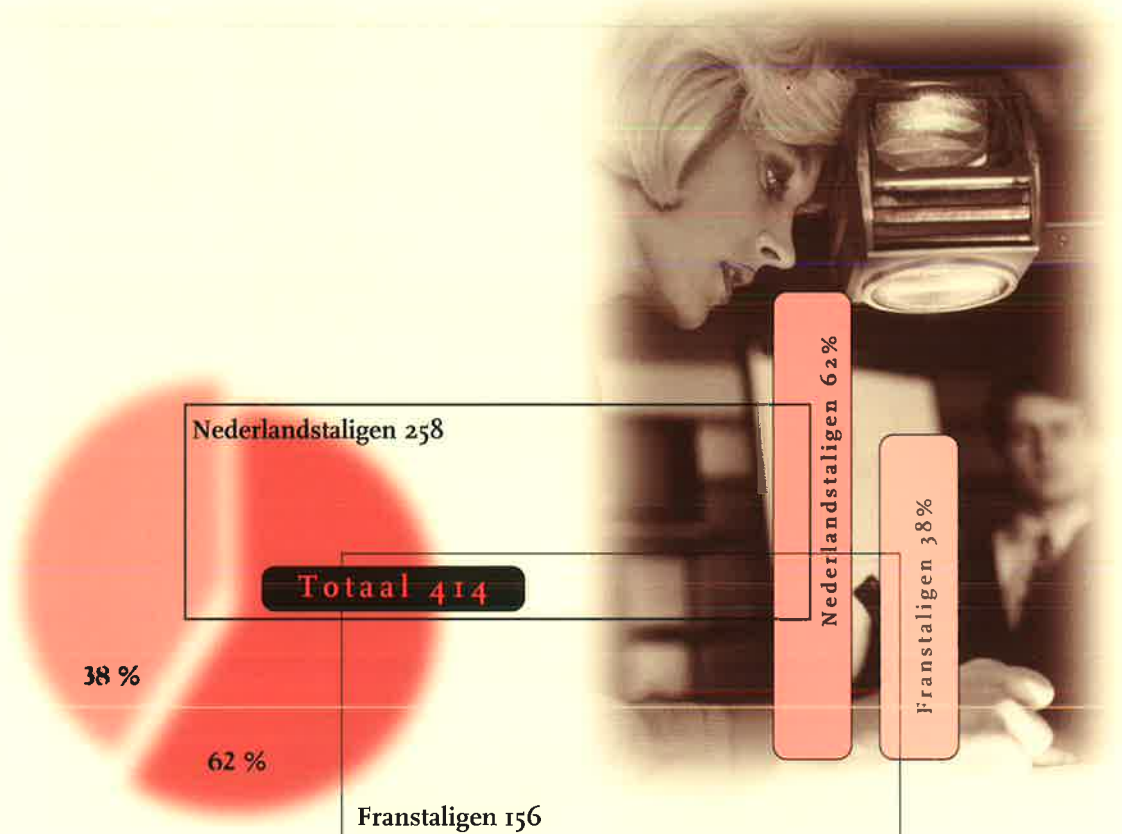 Nederlandstaligen 258
Totaal 414
38 %
62 %
Franstaligen 156
Nederlandstaligen 62%
Franstaligen 38%